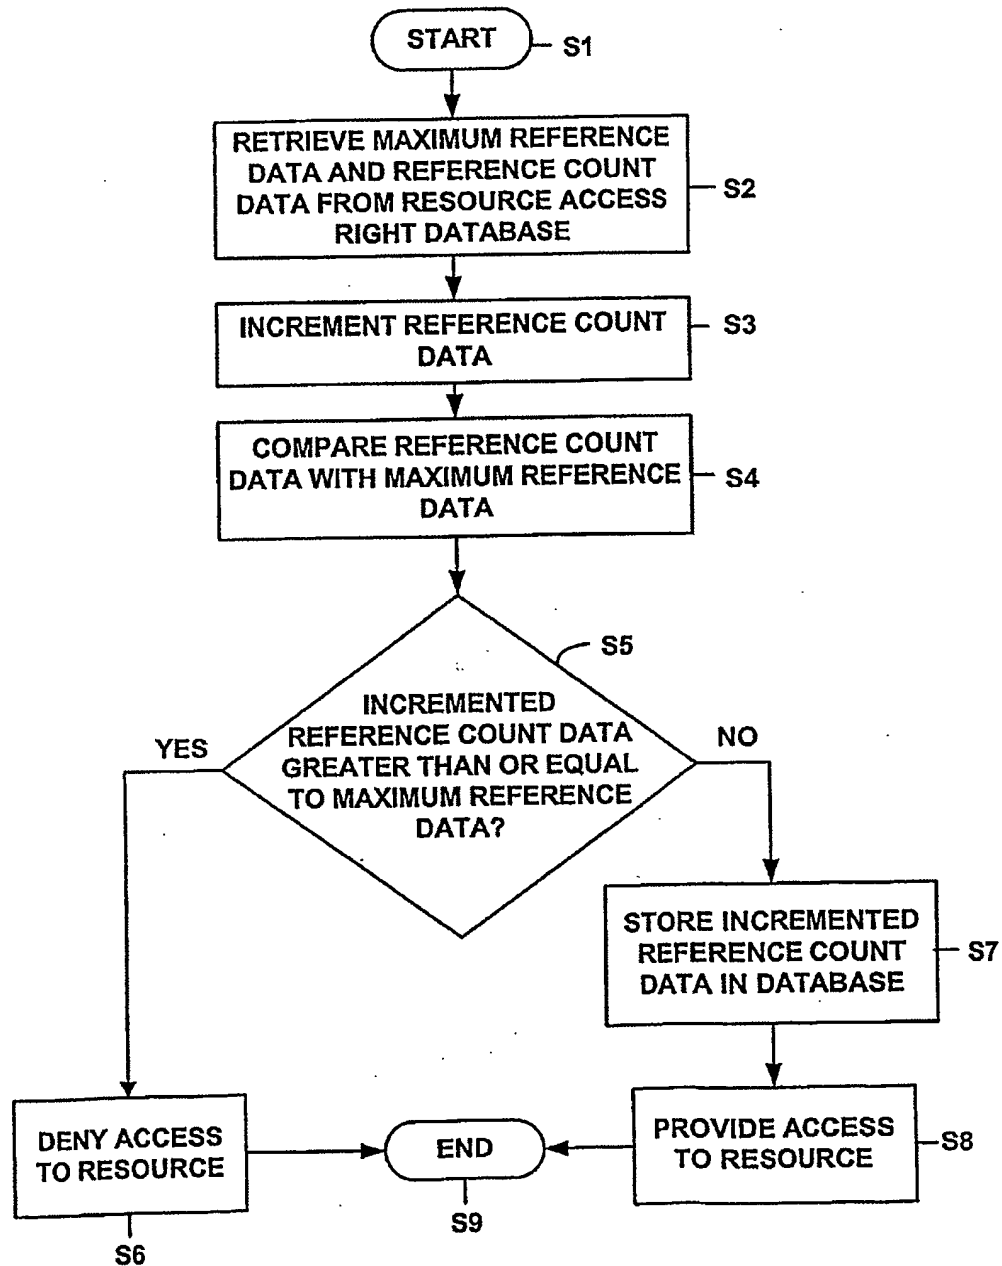 START
S1
RETRIEVE MAXIMUM REFERENCE
DATA AND REFERENCE COUNT
DATA FROM RESOURCE ACCESS
RIGHT DATABASE
S2
INCREMENT REFERENCE COUNT
DATA
S3
COMPARE REFERENCE COUNT
DATA WITH MAXIMUM REFERENCE
DATA
S4
S5
INCREMENTED
REFERENCE COUNT DATA
GREATER THAN OR EQUAL
TO MAXIMUM REFERENCE
DATA?
YES
NO
STORE INCREMENTED
REFERENCE COUNT
DATA IN DATABASE
S7
DENY ACCESS
TO RESOURCE
S6
END
S9
PROVIDE ACCESS
TO RESOURCE
S8